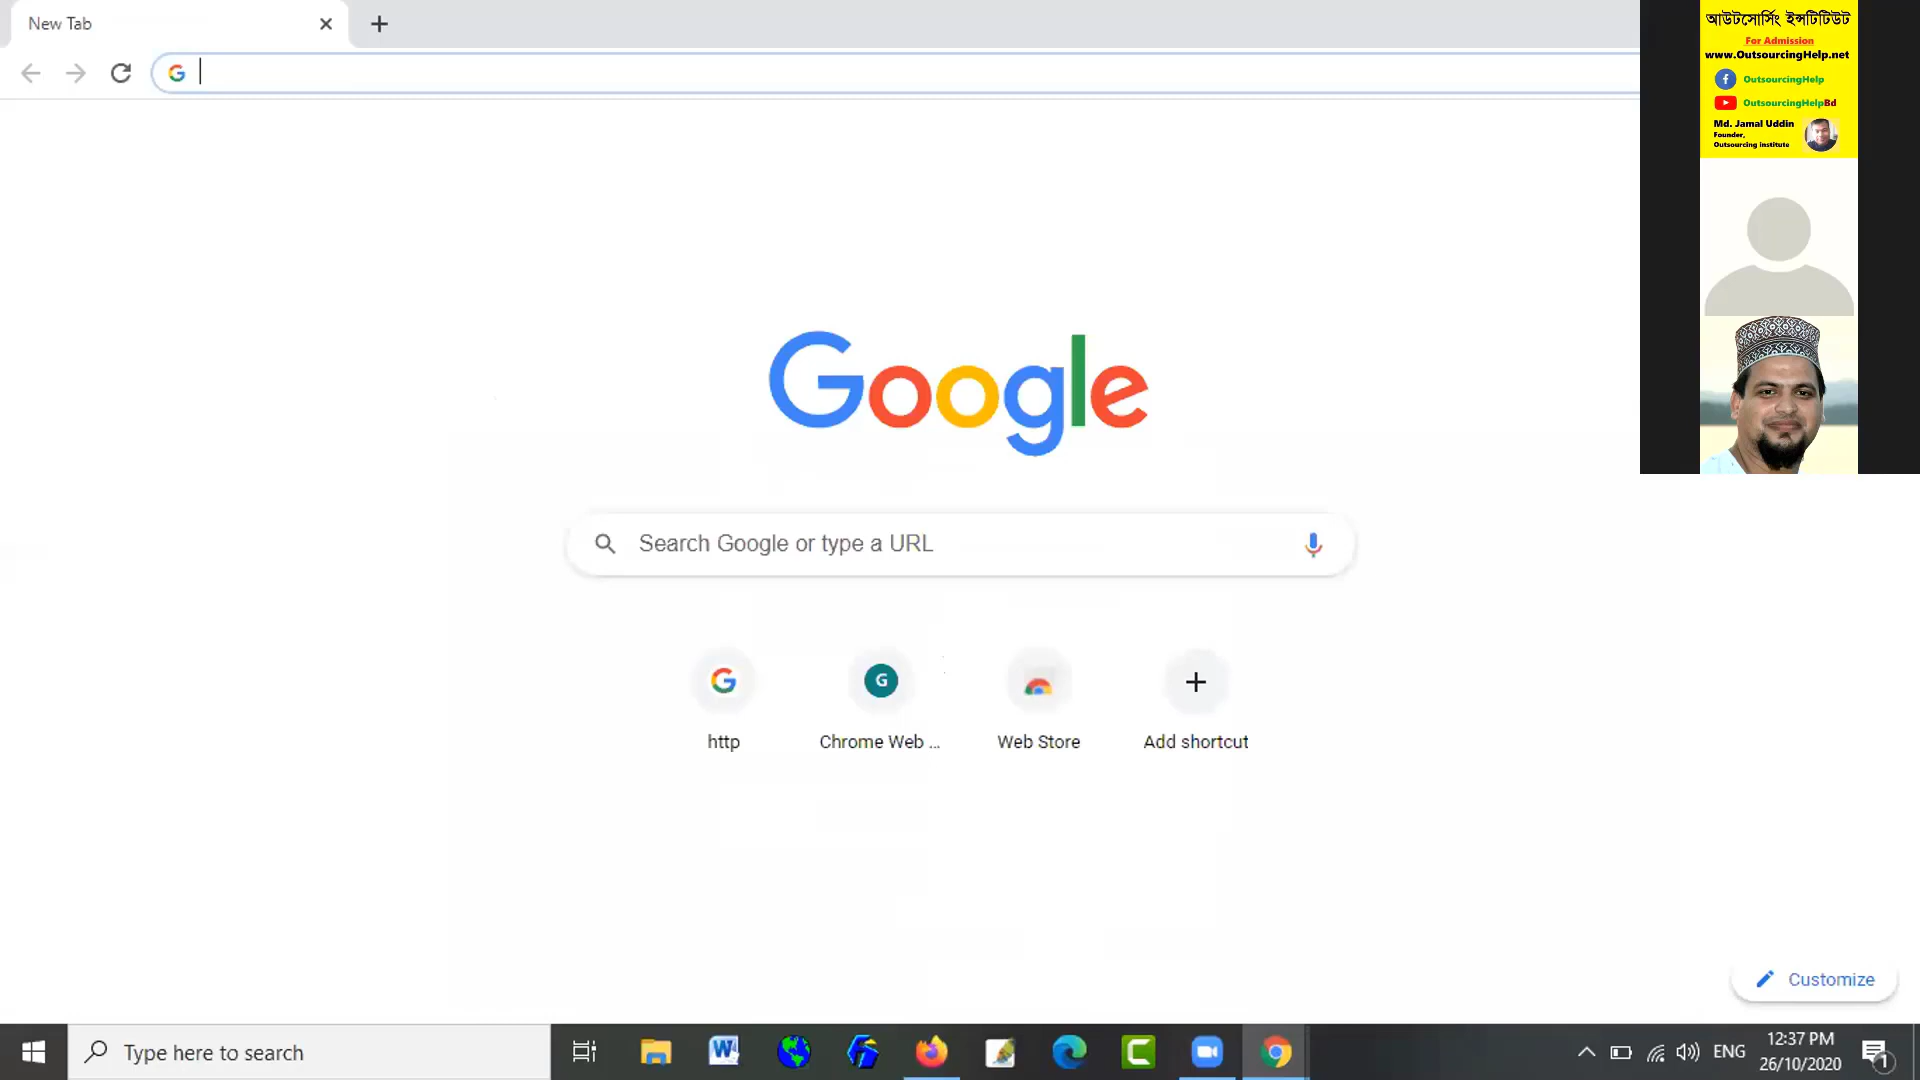 New Tab
আউটসোর্সিং ইন্সটিটিউট
For Admission
www.OutsourcingHelp.net
OutsourcingHelp
OutsourcingHelpBd
Md. Jamal Uddin
Founder,
Outsourcing institute
Google
Search Google or type a URL
http
G
Chrome Web ...
Web Store
Add shortcut
Customize
Type here to search
ENG
12:37 PM
26/10/2020
1